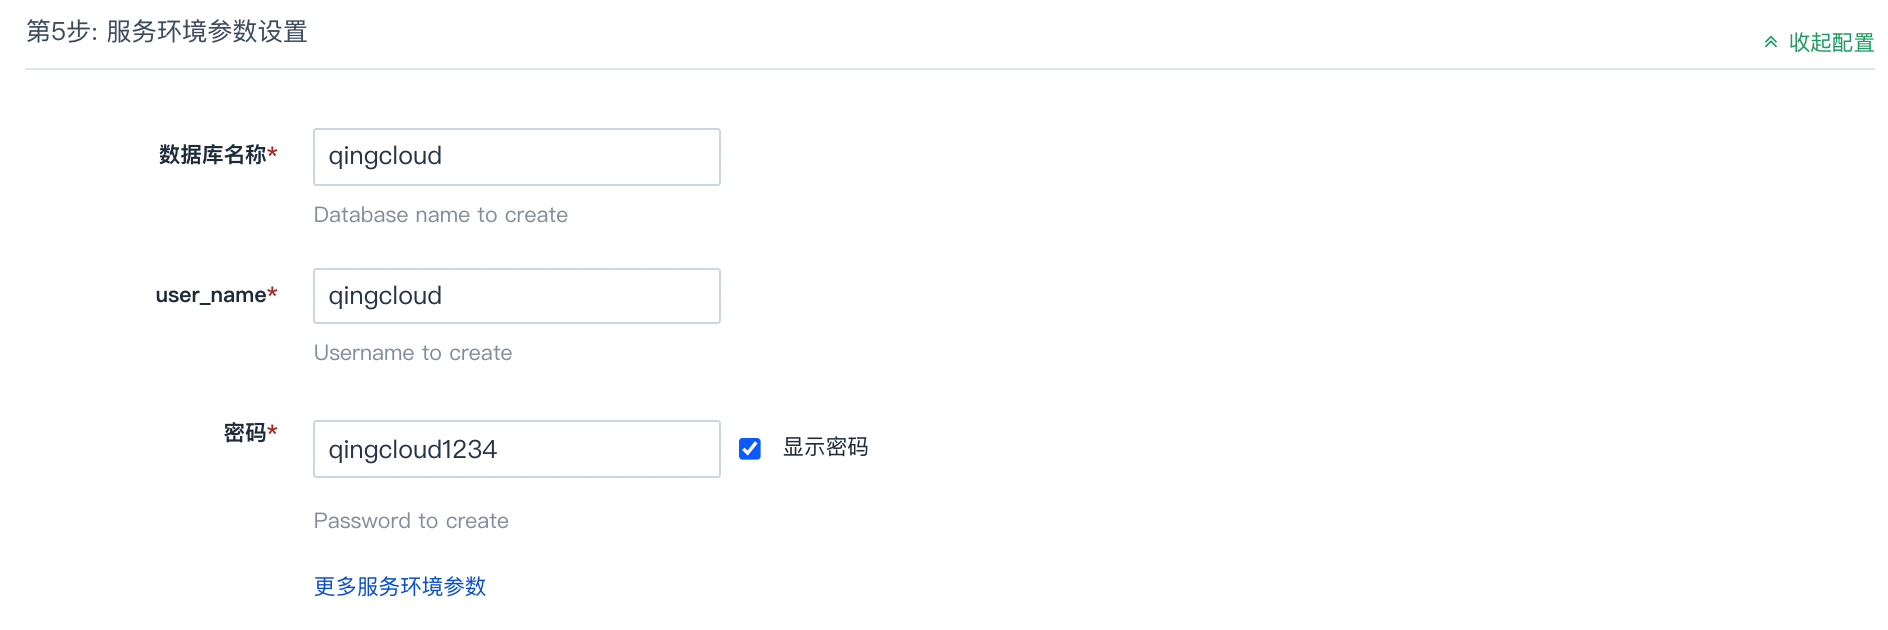 第5步: 服务环境参数设置
收起配置
数据库名称* qingcloud
Database name to create
user_name* qingcloud
Username to create
密码* qingcloud1234 显示密码
Password to create
更多服务环境参数